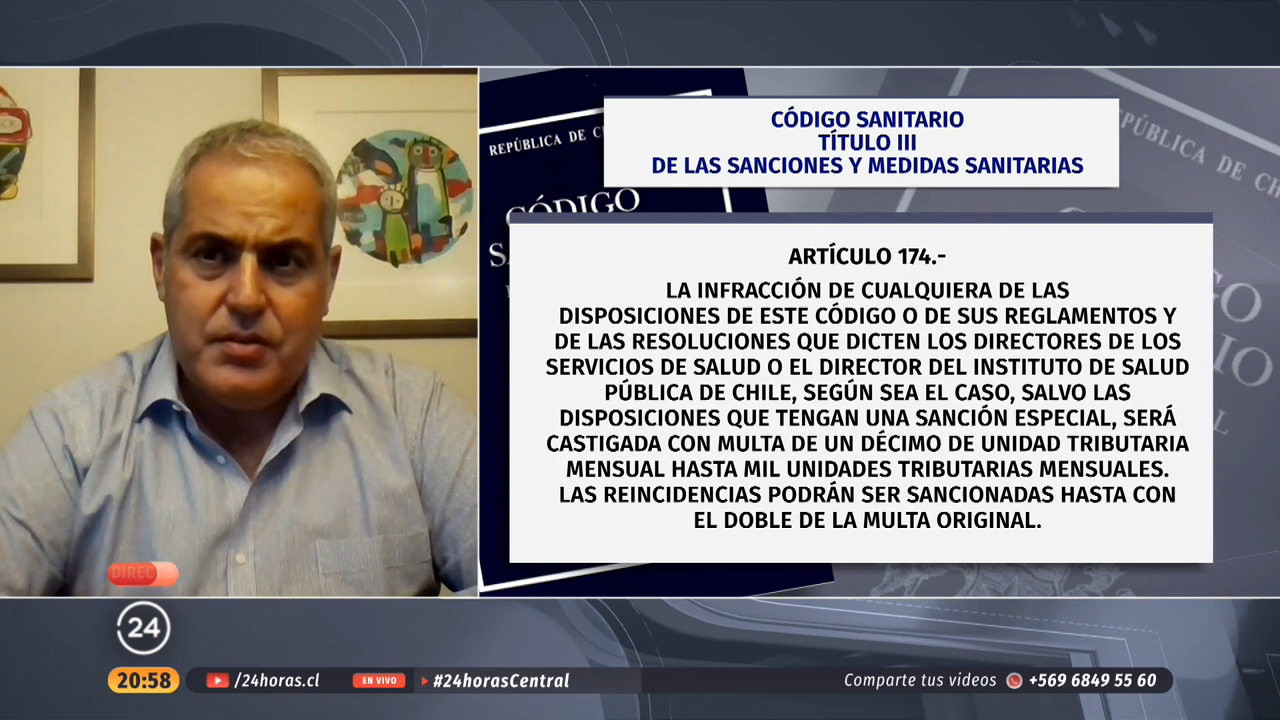 REPÚBLICA DE
CÓDIGO
CÓDIGO SANITARIO
TÍTULO III
DE LAS SANCIONES Y MEDIDAS SANITARIAS
ARTÍCULO 174.-
LA INFRACCIÓN DE CUALQUIERA DE LAS
DISPOSICIONES DE ESTE CÓDIGO O DE SUS REGLAMENTOS Y
DE LAS RESOLUCIONES QUE DICTEN LOS DIRECTORES DE LOS
SERVICIOS DE SALUD O EL DIRECTOR DEL INSTITUTO DE SALUD
PÚBLICA DE CHILE, SEGÚN SEA EL CASO, SALVO LAS
DISPOSICIONES QUE TENGAN UNA SANCIÓN ESPECIAL, SERÁ
CASTIGADA CON MULTA DE UN DÉCIMO DE UNIDAD TRIBUTARIA
MENSUAL HASTA MIL UNIDADES TRIBUTARIAS MENSUALES.
LAS REINCIDENCIAS PODRÁN SER SANCIONADAS HASTA CON
EL DOBLE DE LA MULTA ORIGINAL.
24
20:58 /24horas.cl EN VIVO #24horasCentral Comparte tus videos +569 6849 55 60